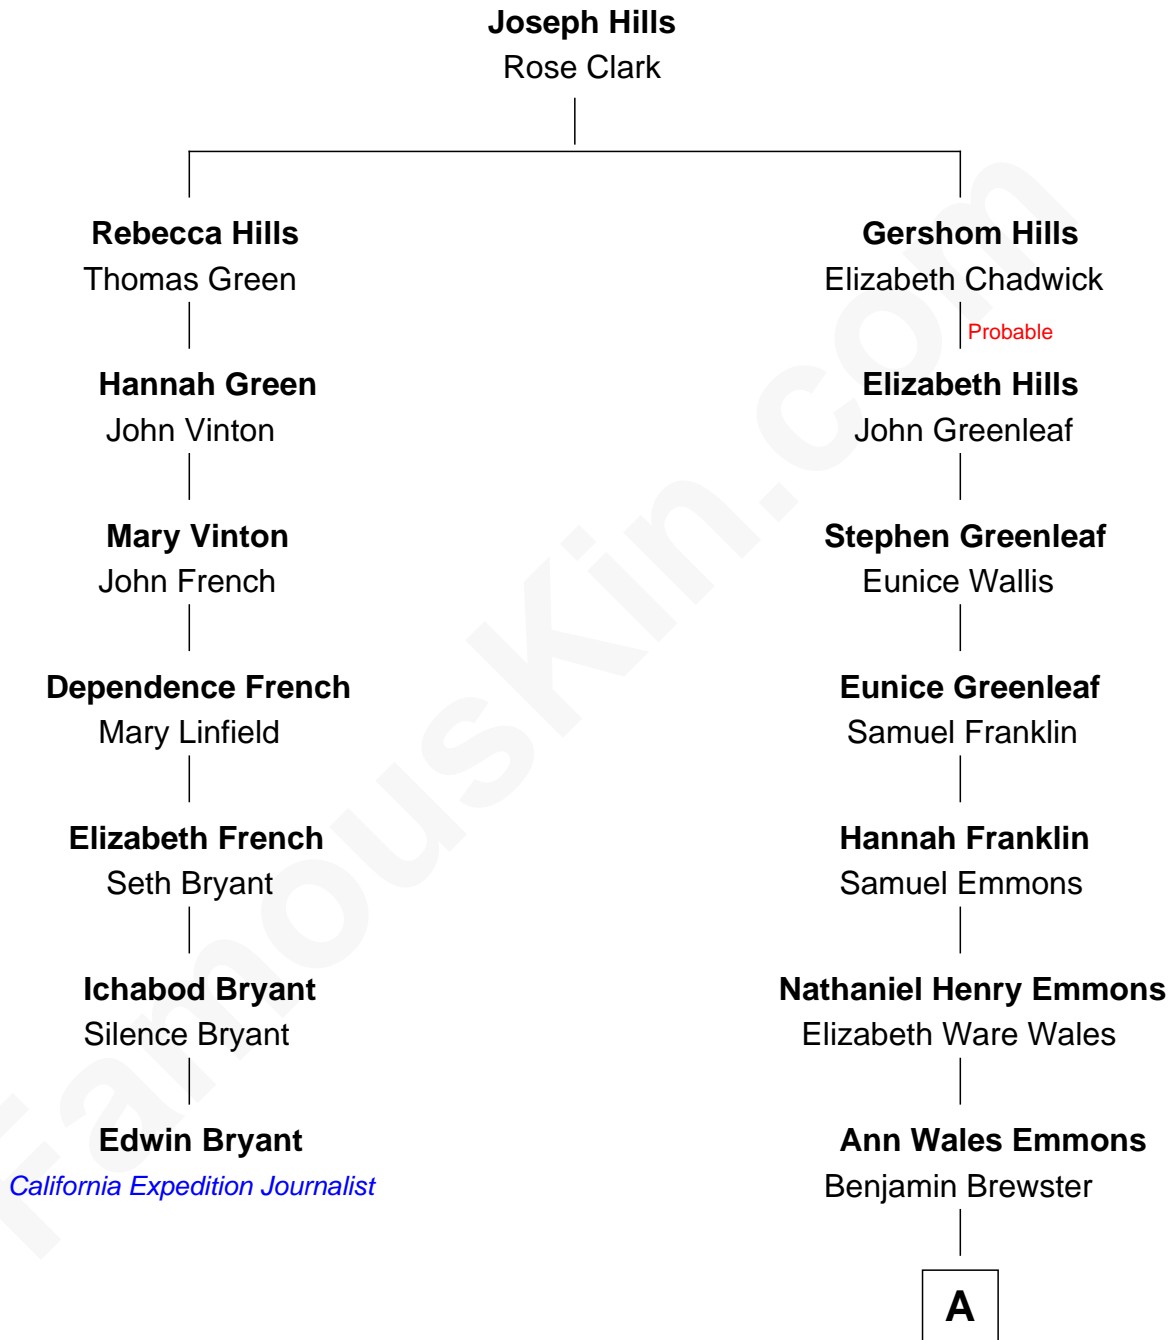 Joseph Hills
Rose Clark
Rebecca Hills
Thomas Green
Gershom Hills
Elizabeth Chadwick
Probable
Hannah Green
John Vinton
Elizabeth Hills
John Greenleaf
Mary Vinton
John French
Stephen Greenleaf
Eunice Wallis
Dependence French
Mary Linfield
Eunice Greenleaf
Samuel Franklin
Elizabeth French
Seth Bryant
Hannah Franklin
Samuel Emmons
Ichabod Bryant
Silence Bryant
Nathaniel Henry Emmons
Elizabeth Ware Wales
Edwin Bryant
California Expedition Journalist
Ann Wales Emmons
Benjamin Brewster
A
FamousKin.com